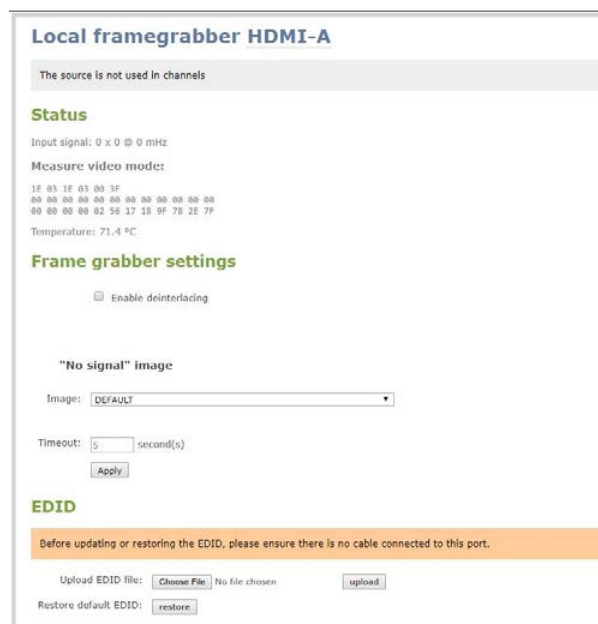 Local framegrabber HDMI-A
The source is not used in channels
Status
Input signal: 0 x 0 @ 0 mHz
Measure video mode:
1E 03 1E 03 00 3F
00 00 00 00 00 00 00 00 00 00 00 00
00 00 00 00 02 56 17 18 9F 78 2E 7F
Temperature: 71.4 ºC
Frame grabber settings
Enable deinterlacing
"No signal" image
Image: DEFAULT
Timeout: 5 second(s)
Apply
EDID
Before updating or restoring the EDID, please ensure there is no cable connected to this port.
Upload EDID file: Choose File No file chosen upload
Restore default EDID: restore